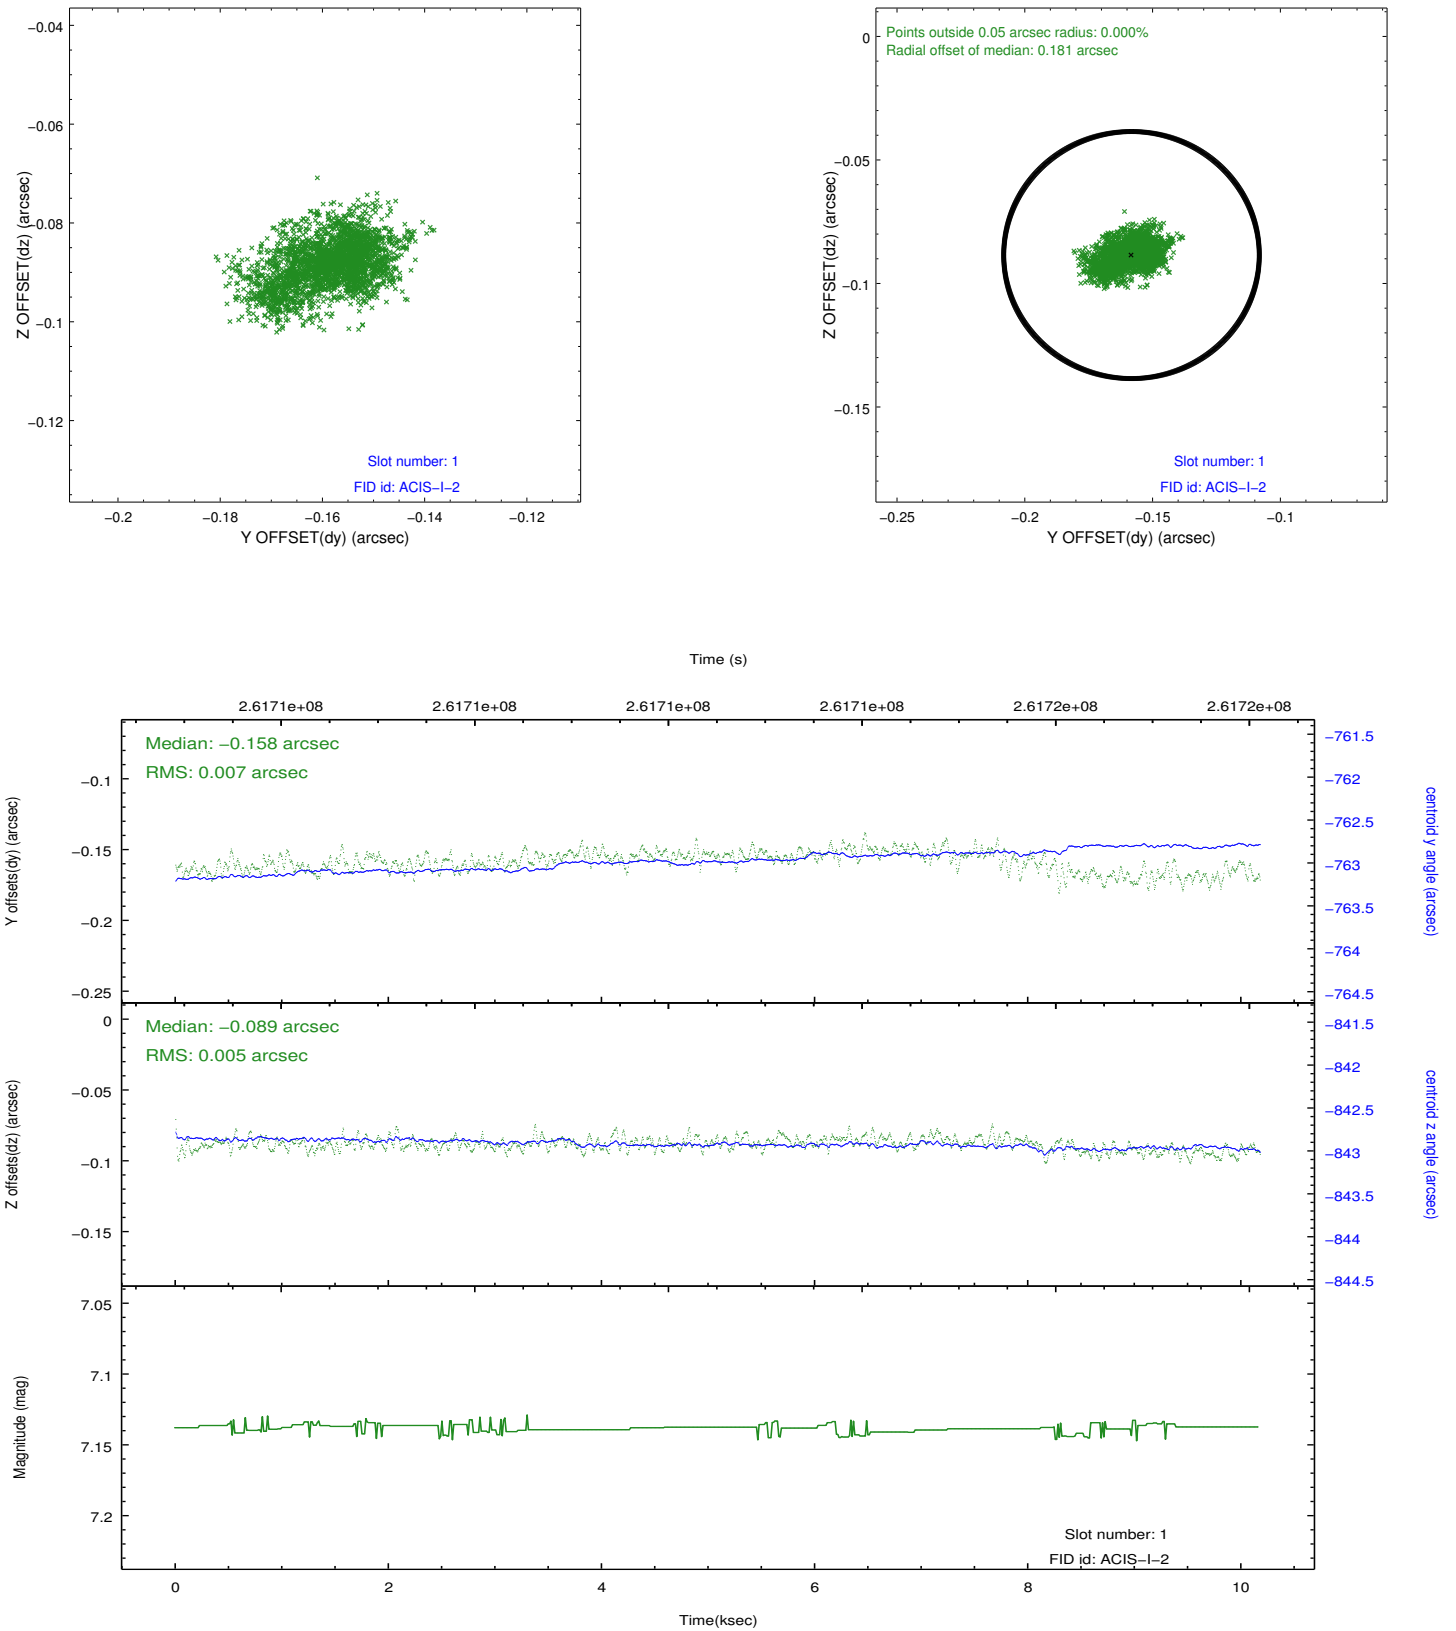 −0.04
−0.06
−0.08
−0.1
−0.12
Z OFFSET(dz) (arcsec)
Slot number: 1
FID id: ACIS−I−2
−0.2 −0.18 −0.16 −0.14 −0.12
Y OFFSET(dy) (arcsec)
Points outside 0.05 arcsec radius: 0.000%
Radial offset of median: 0.181 arcsec
0
−0.05
−0.1
−0.15
Z OFFSET(dz) (arcsec)
Slot number: 1
FID id: ACIS−I−2
−0.25 −0.2 −0.15 −0.1
Y OFFSET(dy) (arcsec)
Time (s)
2.6171e+08 2.6171e+08 2.6171e+08 2.6171e+08 2.6172e+08 2.6172e+08
Median: −0.158 arcsec
RMS: 0.007 arcsec
−0.1
−0.15
−0.2
−0.25
Y offsets(dy) (arcsec)
−761.5
−762
−762.5
−763
−763.5
−764
−764.5
centroid y angle (arcsec)
Median: −0.089 arcsec
RMS: 0.005 arcsec
0
−0.05
−0.1
−0.15
Z offsets(dz) (arcsec)
−841.5
−842
−842.5
−843
−843.5
−844
−844.5
centroid z angle (arcsec)
7.05
7.1
7.15
7.2
Magnitude (mag)
Slot number: 1
FID id: ACIS−I−2
0 2 4 6 8 10
Time(ksec)